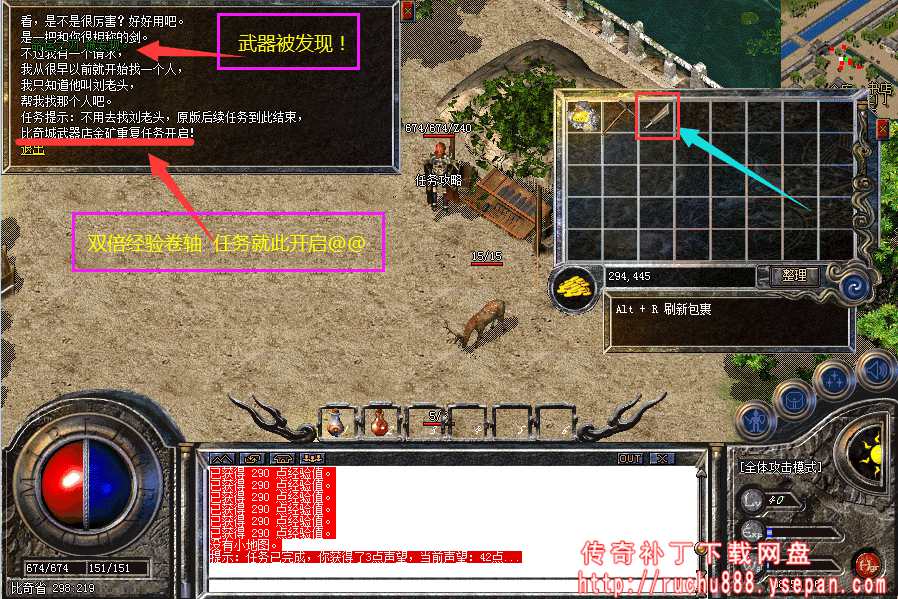 看，是不是很厉害？好好用吧。
是一把和你很相称的剑。
不过我有一个请求，
我从很早以前就开始找一个人，
我只知道他叫刘老头，
帮我找那个人吧。
任务提示：不用去找刘老头，原版后续任务到此结束，
比奇城武器店金矿重复任务开启！
退出
武器被发现！
双倍经验卷轴 任务就此开启@@
674/674/Z40
任务攻略
15/15
294,445
整理
Alt + R 刷新包裹
5/
OUT
已获得 290 点经验值。
已获得 290 点经验值。
已获得 290 点经验值。
已获得 290 点经验值。
已获得 290 点经验值。
已获得 290 点经验值。
没有小地图。
提示：任务已完成，你获得了3点声望，当前声望：42点...
[全体攻击模式]
Lv 40
Exp
674/674 151/151
比奇省 298:219
传奇补丁下载网盘
http://ruchu888.ysepan.com